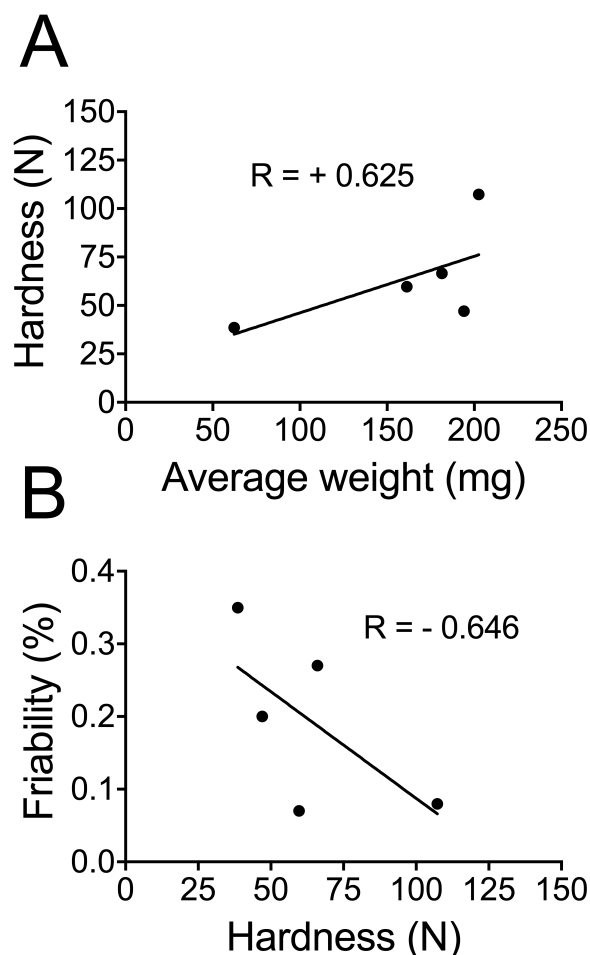 A
Hardness (N)
150
125
100
75
50
25
0
R = + 0.625
0 50 100 150 200 250
Average weight (mg)
B
Friability (%)
0.4
0.3
0.2
0.1
0.0
R = - 0.646
0 25 50 75 100 125 150
Hardness (N)